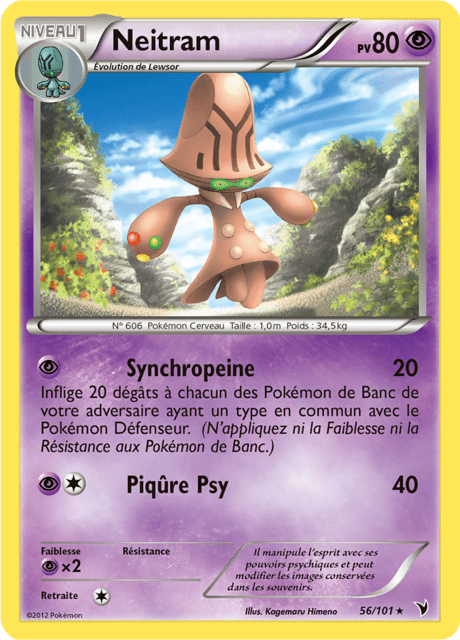 NIVEAU 1
Neitram
PV 80
Évolution de Lewsor
N° 606 Pokémon Cerveau Taille : 1,0m Poids : 34,5kg
Synchropeine 20
Inflige 20 dégâts à chacun des Pokémon de Banc de
votre adversaire ayant un type en commun avec le
Pokémon Défenseur. (N'appliquez ni la Faiblesse ni la
Résistance aux Pokémon de Banc.)
Piqûre Psy 40
Faiblesse Résistance
×2
Retraite
Il manipule l'esprit avec ses
pouvoirs psychiques et peut
modifier les images conservées
dans les souvenirs.
©2012 Pokémon
Illus. Kagemaru Himeno
56/101 ★